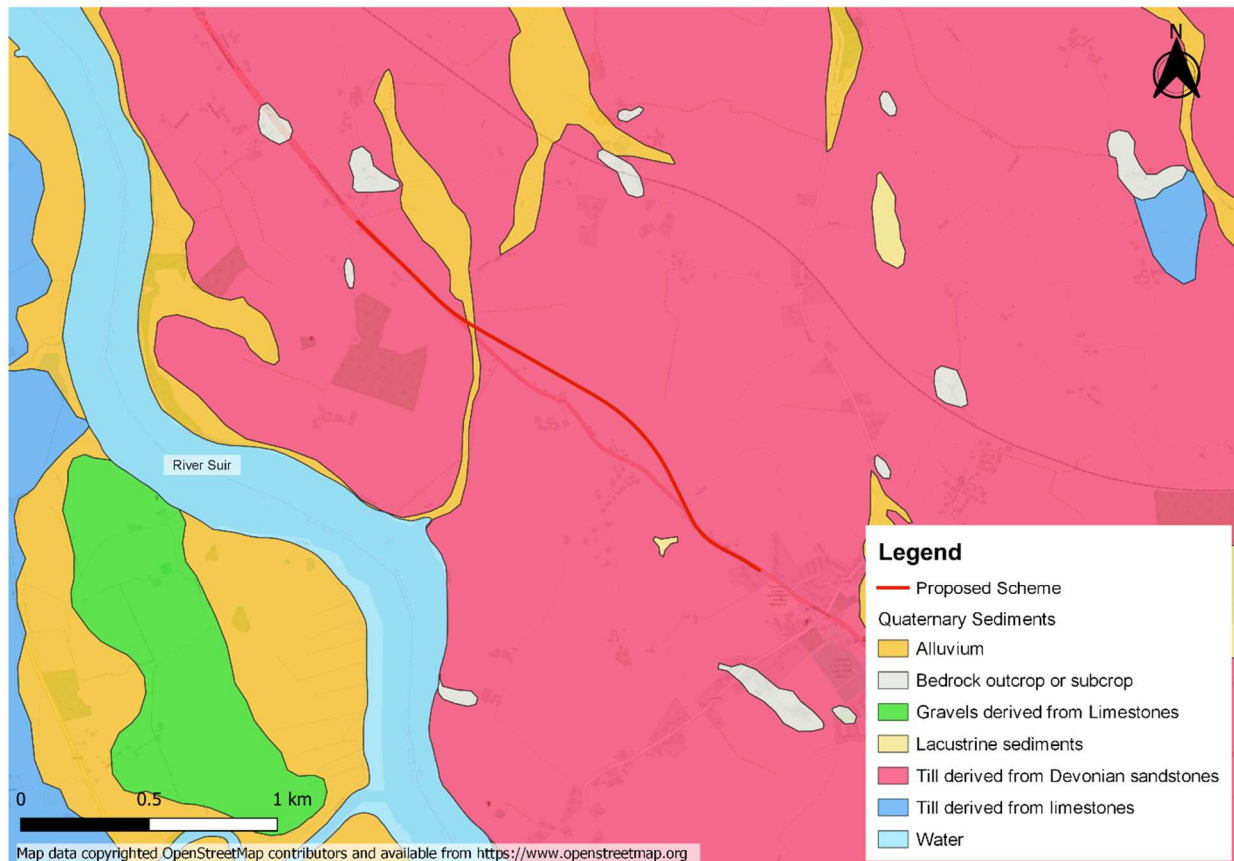 N
River Suir
Legend
Proposed Scheme
Quaternary Sediments
Alluvium
Bedrock outcrop or subcrop
Gravels derived from Limestones
Lacustrine sediments
Till derived from Devonian sandstones
Till derived from limestones
Water
0 0.5 1 km
Map data copyrighted OpenStreetMap contributors and available from https://www.openstreetmap.org